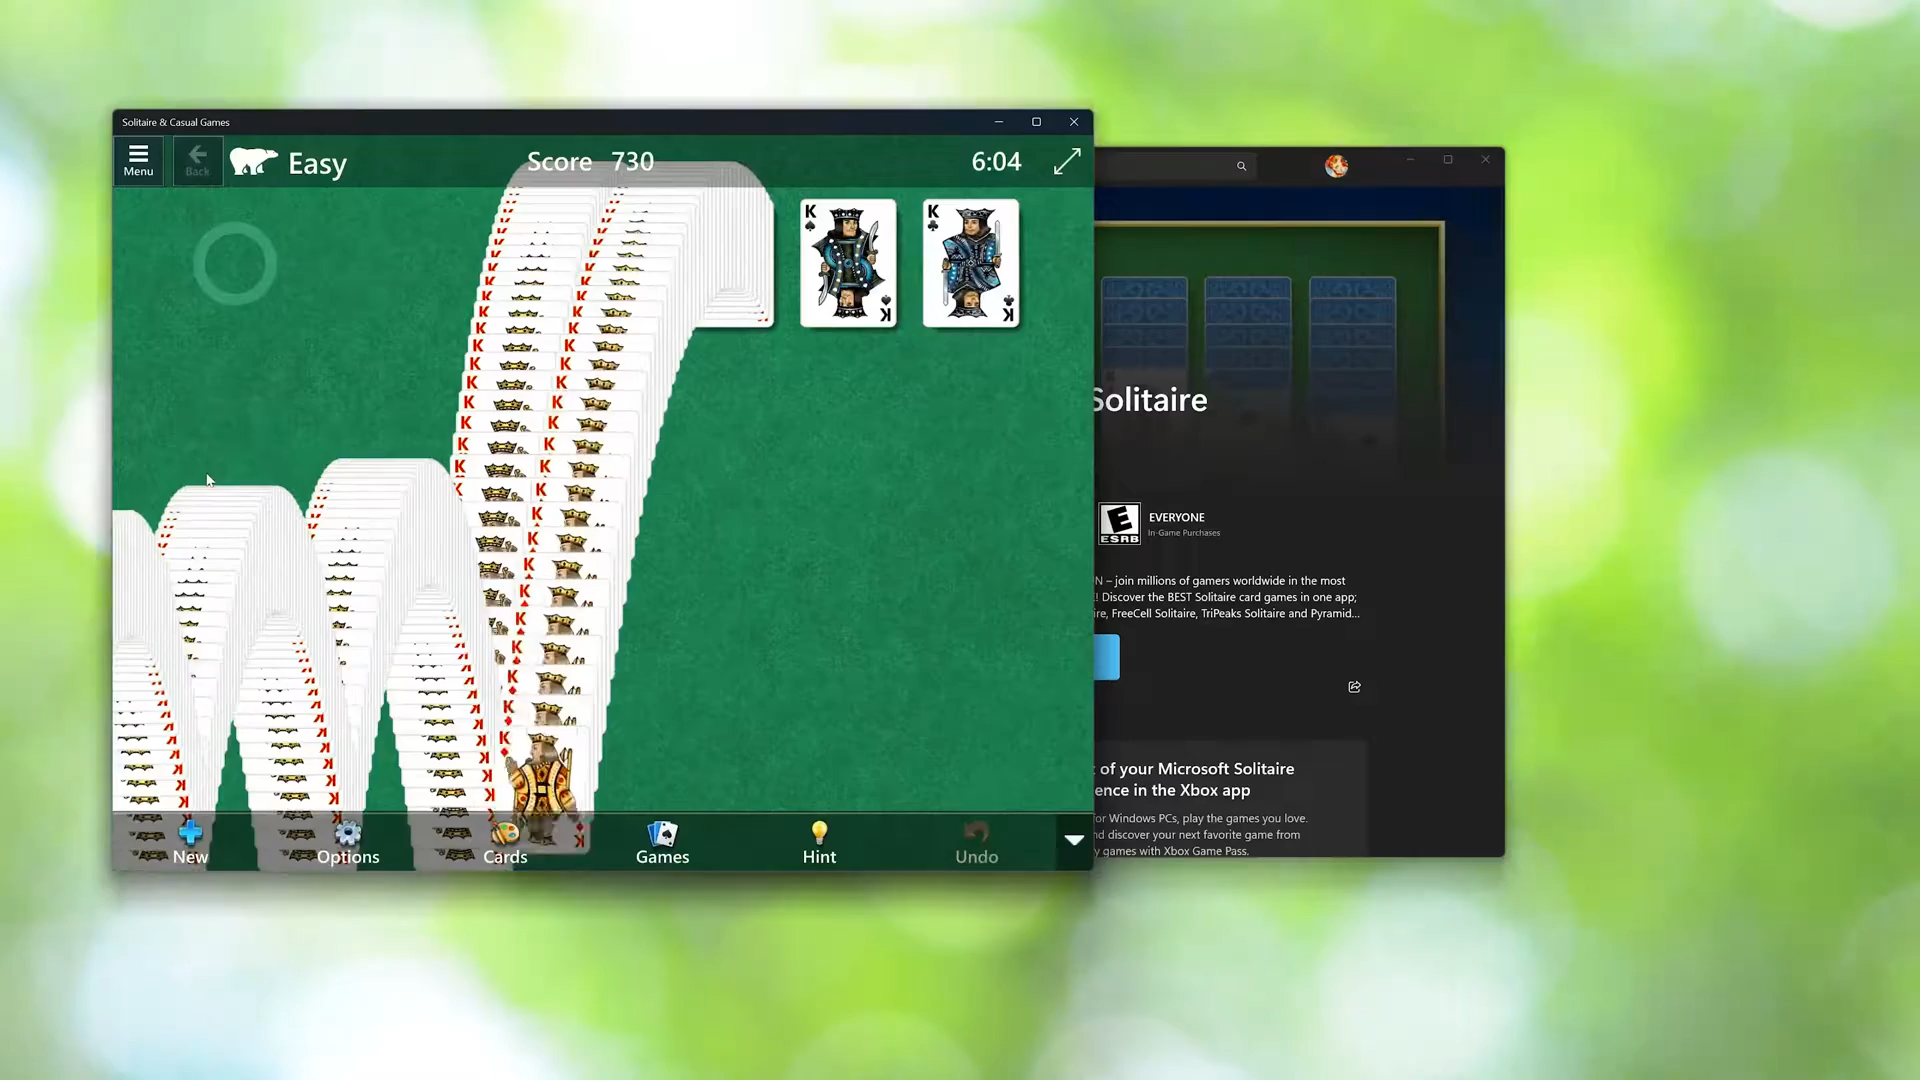 Solitaire & Casual Games
Menu
Back
Easy
Score 730
6:04
K
K
K
K
New
Options
Cards
Games
Hint
Undo
Solitaire
E
ESRB
EVERYONE
In-Game Purchases
N – join millions of gamers worldwide in the most
! Discover the BEST Solitaire card games in one app;
ire, FreeCell Solitaire, TriPeaks Solitaire and Pyramid...
of your Microsoft Solitaire
ence in the Xbox app
or Windows PCs, play the games you love.
nd discover your next favorite game from
y games with Xbox Game Pass.